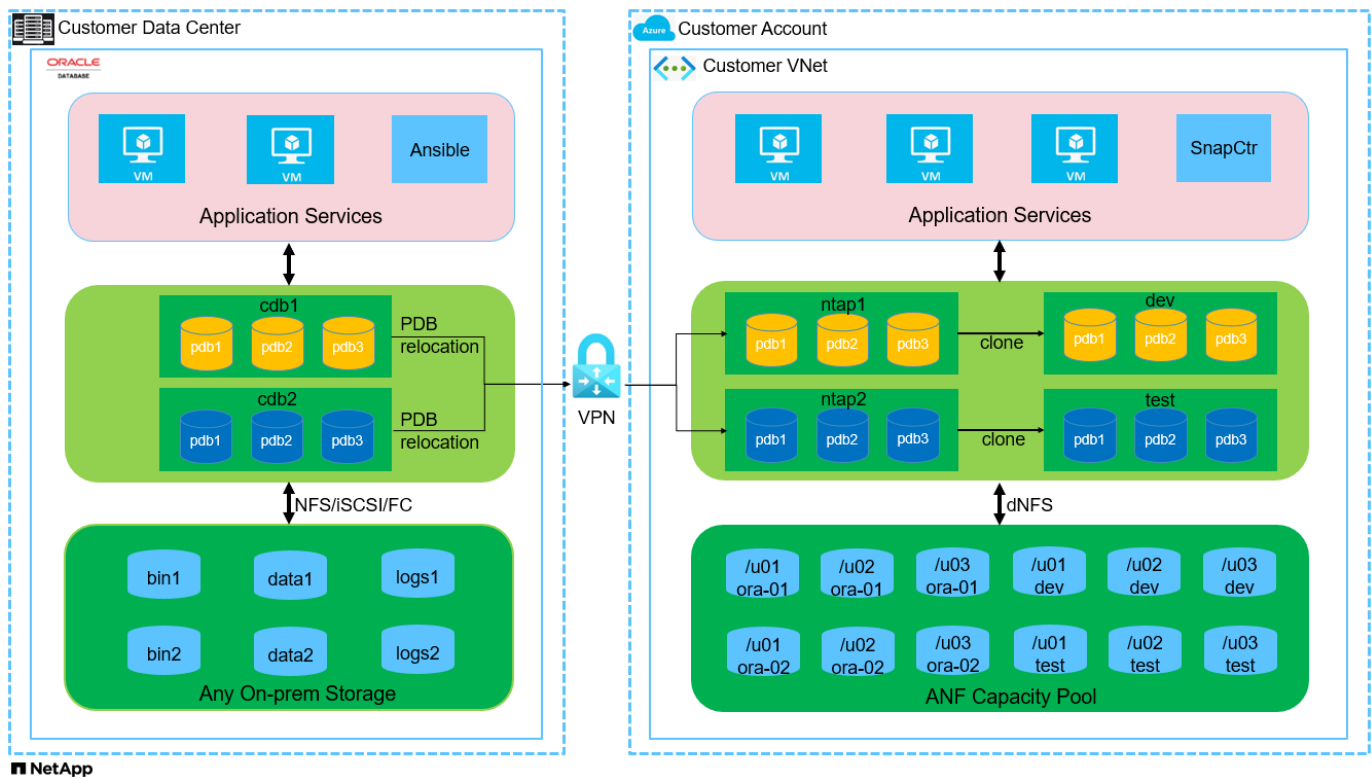 Customer Data Center
ORACLE
DATABASE
VM
VM
Ansible
Application Services
cdb1
pdb1
pdb2
pdb3
PDB
relocation
cdb2
pdb1
pdb2
pdb3
PDB
relocation
NFS/iSCSI/FC
bin1
data1
logs1
bin2
data2
logs2
Any On-prem Storage
VPN
Azure
Customer Account
Customer VNet
VM
VM
VM
SnapCtr
Application Services
ntap1
pdb1
pdb2
pdb3
clone
dev
pdb1
pdb2
pdb3
ntap2
pdb1
pdb2
pdb3
clone
test
pdb1
pdb2
pdb3
dNFS
/u01
ora-01
/u02
ora-01
/u03
ora-01
/u01
dev
/u02
dev
/u03
dev
/u01
ora-02
/u02
ora-02
/u03
ora-02
/u01
test
/u02
test
/u03
test
ANF Capacity Pool
NetApp